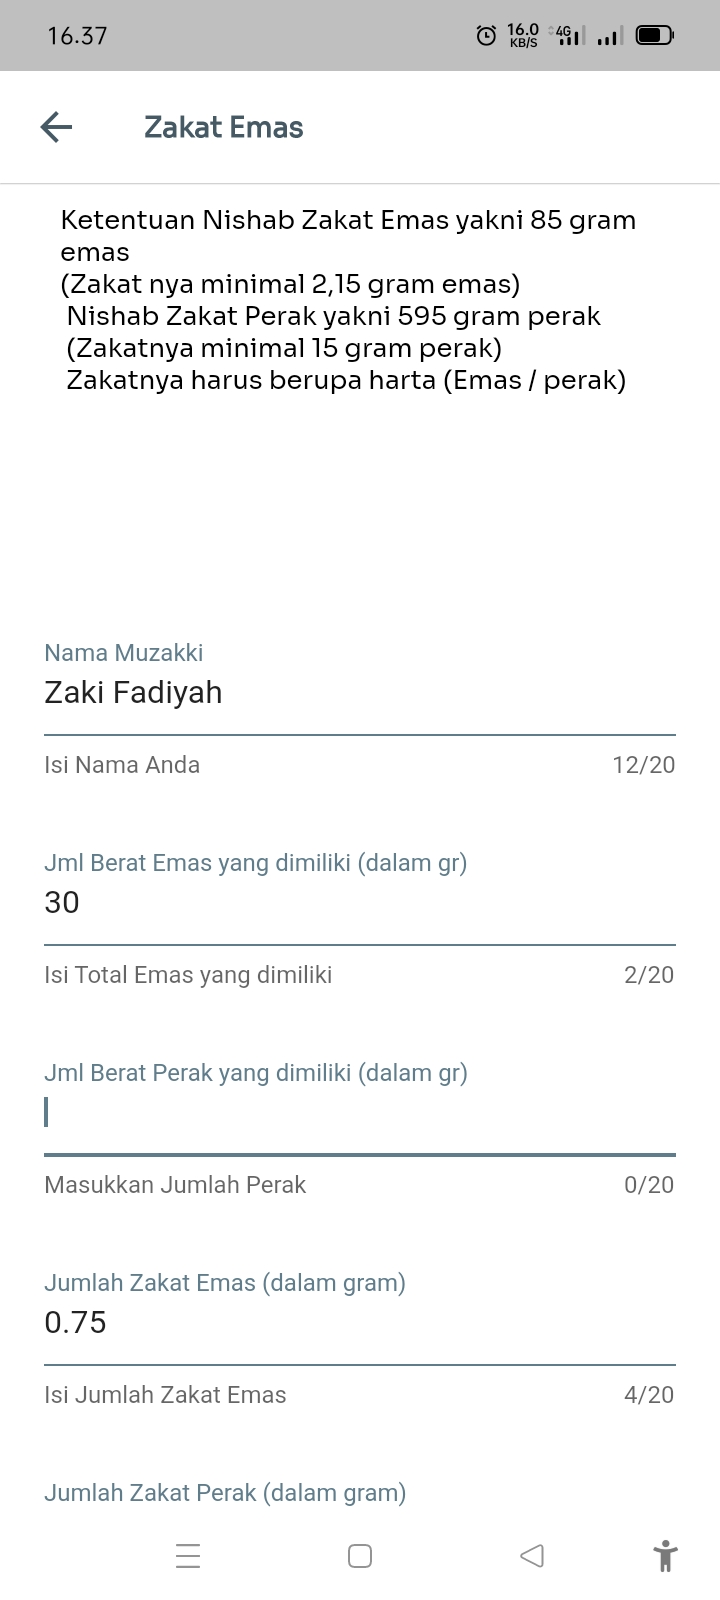 16.37
16.0
KB/S
4G
Zakat Emas
Ketentuan Nishab Zakat Emas yakni 85 gram
emas
(Zakat nya minimal 2,15 gram emas)
Nishab Zakat Perak yakni 595 gram perak
(Zakatnya minimal 15 gram perak)
Zakatnya harus berupa harta (Emas / perak)
Nama Muzakki
Zaki Fadiyah
Isi Nama Anda 12/20
Jml Berat Emas yang dimiliki (dalam gr)
30
Isi Total Emas yang dimiliki 2/20
Jml Berat Perak yang dimiliki (dalam gr)
Masukkan Jumlah Perak 0/20
Jumlah Zakat Emas (dalam gram)
0.75
Isi Jumlah Zakat Emas 4/20
Jumlah Zakat Perak (dalam gram)